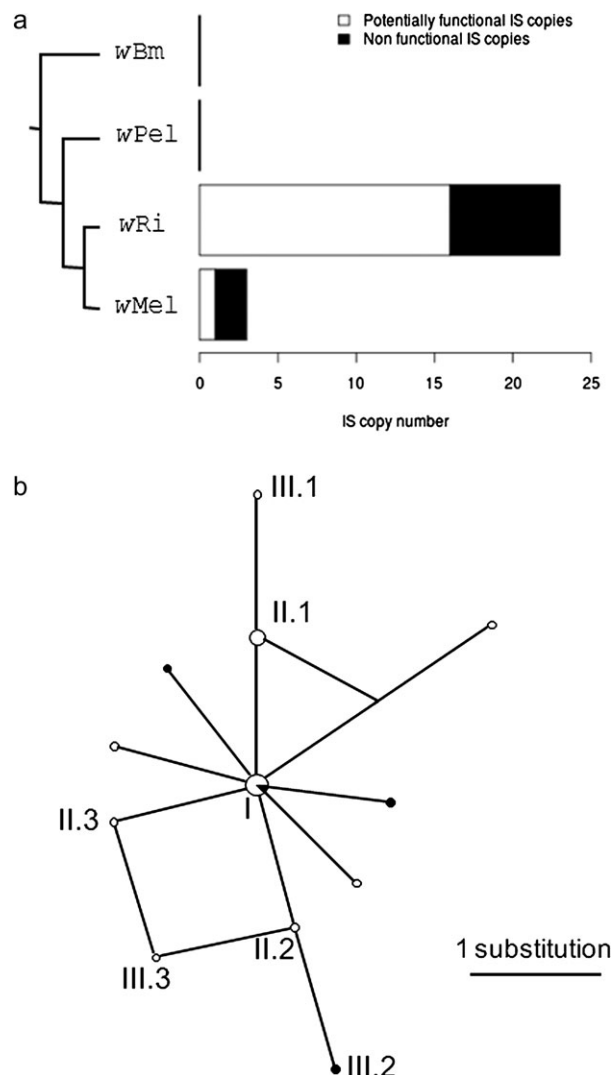 a
Potentially functional IS copies
Non functional IS copies
wBm
wPel
wRi
wMel
0 5 10 15 20 25
IS copy number
b
III.1
II.1
I
II.3
II.2
III.3
1 substitution
III.2